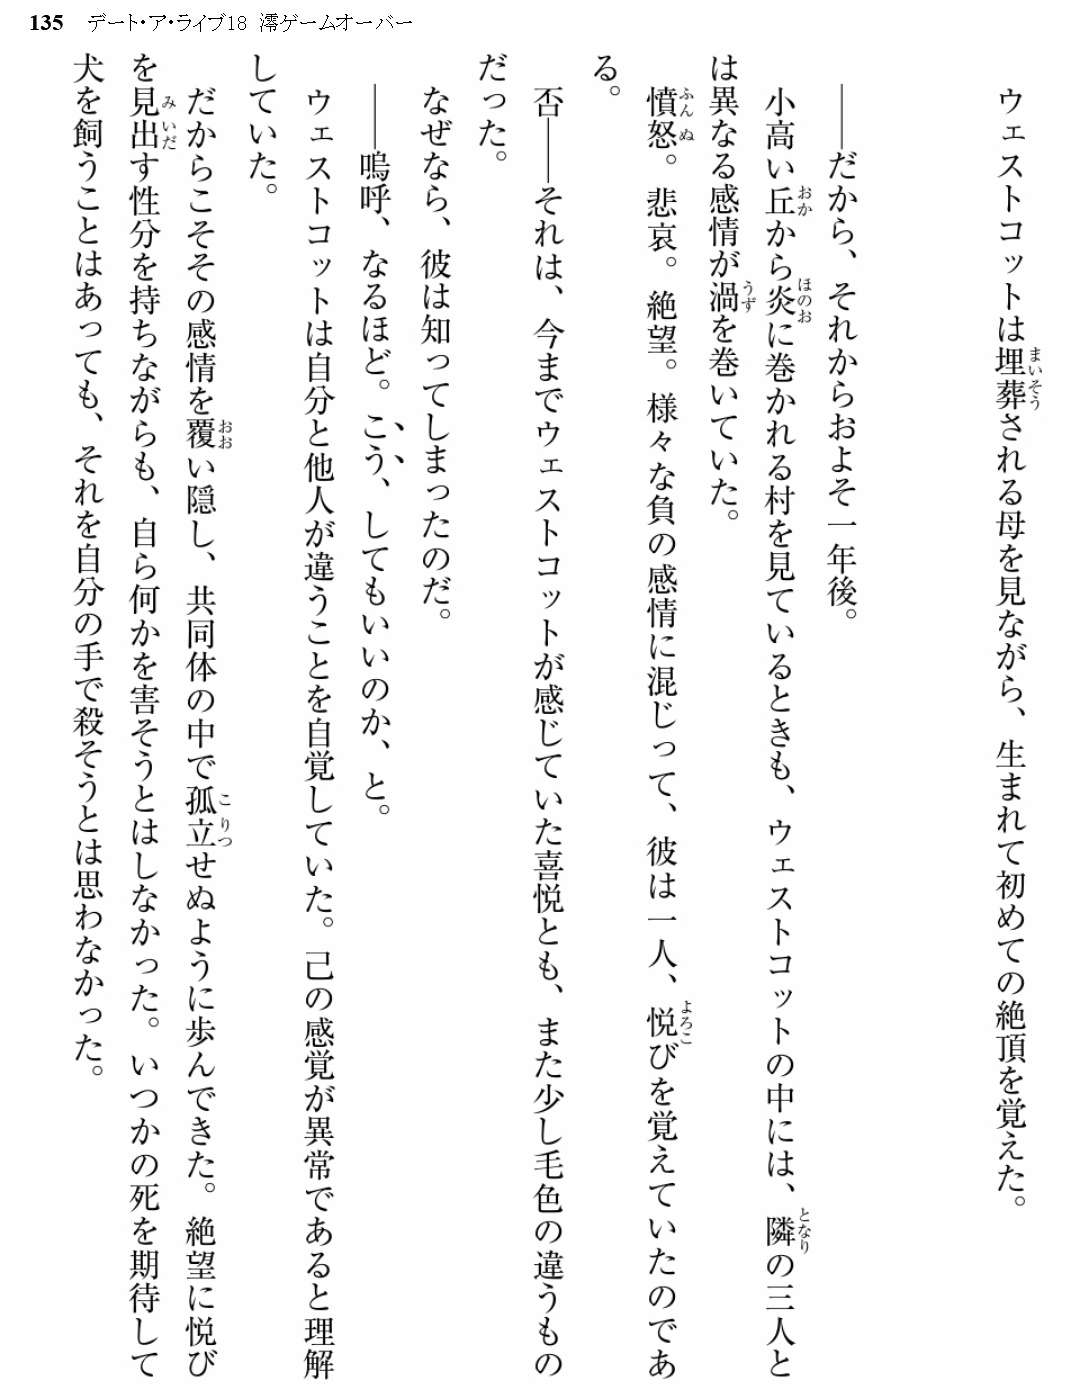 135 デート・ア・ライブ18 澪ゲームオーバー
ウェストコットは埋葬される母を見ながら、生まれて初めての絶頂を覚えた。
――だから、それからおよそ一年後。
小高い丘から炎に巻かれる村を見ているときも、ウェストコットの中には、隣の三人と
は異なる感情が渦を巻いていた。
憤怒。悲哀。絶望。様々な負の感情に混じって、彼は一人、悦びを覚えていたのであ
る。
否――それは、今までウェストコットが感じていた喜悦とも、また少し毛色の違うもの
だった。
なぜなら、彼は知ってしまったのだ。
――嗚呼、なるほど。こう、してもいいのか、と。
ウェストコットは自分と他人が違うことを自覚していた。己の感覚が異常であると理解
していた。
だからこそその感情を覆い隠し、共同体の中で孤立せぬように歩んできた。絶望に悦び
を見出す性分を持ちながらも、自ら何かを害そうとはしなかった。いつかの死を期待して
犬を飼うことはあっても、それを自分の手で殺そうとは思わなかった。